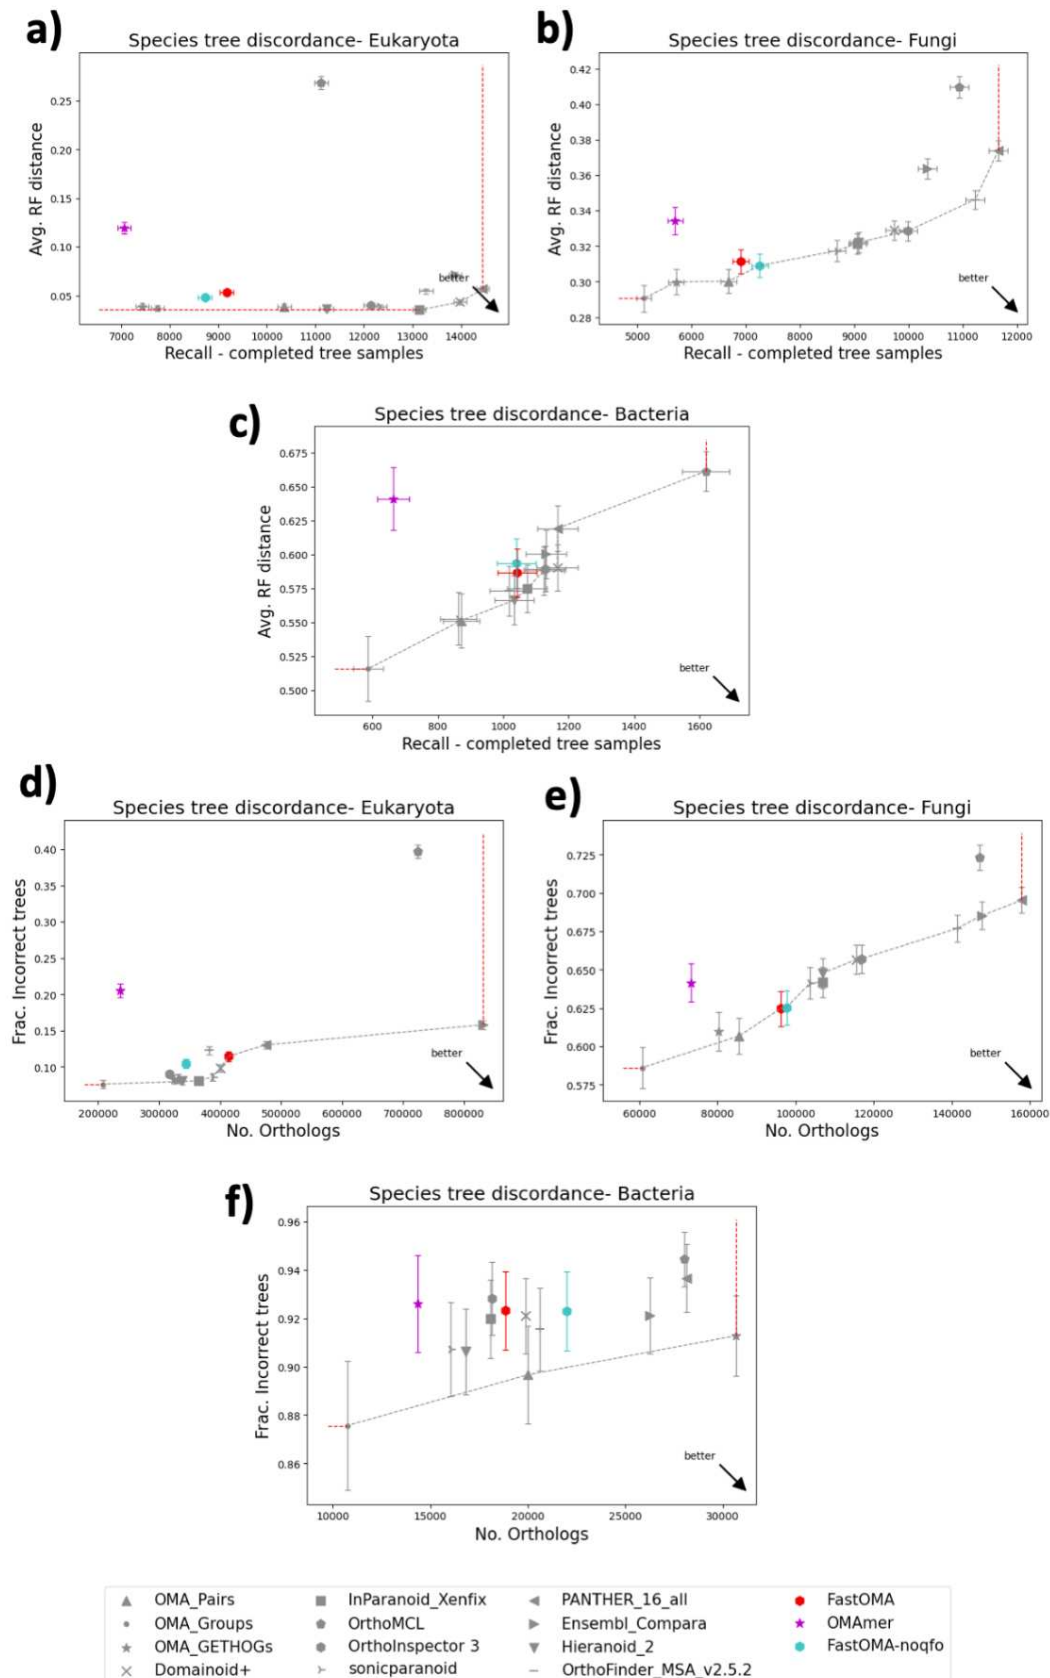 a)
Species tree discordance- Eukaryota
Avg. RF distance
0.25
0.20
0.15
0.10
0.05
better
7000 8000 9000 10000 11000 12000 13000 14000
Recall - completed tree samples
b)
Species tree discordance- Fungi
Avg. RF distance
0.42
0.40
0.38
0.36
0.34
0.32
0.30
0.28
better
5000 6000 7000 8000 9000 10000 11000 12000
Recall - completed tree samples
c)
Species tree discordance- Bacteria
Avg. RF distance
0.675
0.650
0.625
0.600
0.575
0.550
0.525
0.500
better
600 800 1000 1200 1400 1600
Recall - completed tree samples
d)
Species tree discordance- Eukaryota
Frac. Incorrect trees
0.40
0.35
0.30
0.25
0.20
0.15
0.10
better
200000 300000 400000 500000 600000 700000 800000
No. Orthologs
e)
Species tree discordance- Fungi
Frac. Incorrect trees
0.725
0.700
0.675
0.650
0.625
0.600
0.575
better
60000 80000 100000 120000 140000 160000
No. Orthologs
f)
Species tree discordance- Bacteria
Frac. Incorrect trees
0.96
0.94
0.92
0.90
0.88
0.86
better
10000 15000 20000 25000 30000
No. Orthologs
OMA_Pairs InParanoid_Xenfix PANTHER_16_all FastOMA
OMA_Groups OrthoMCL Ensembl_Compara OMAmer
OMA_GETHOGs OrthoInspector 3 Hieranoid_2 FastOMA-noqfo
Domainoid+ sonicparanoid OrthoFinder_MSA_v2.5.2